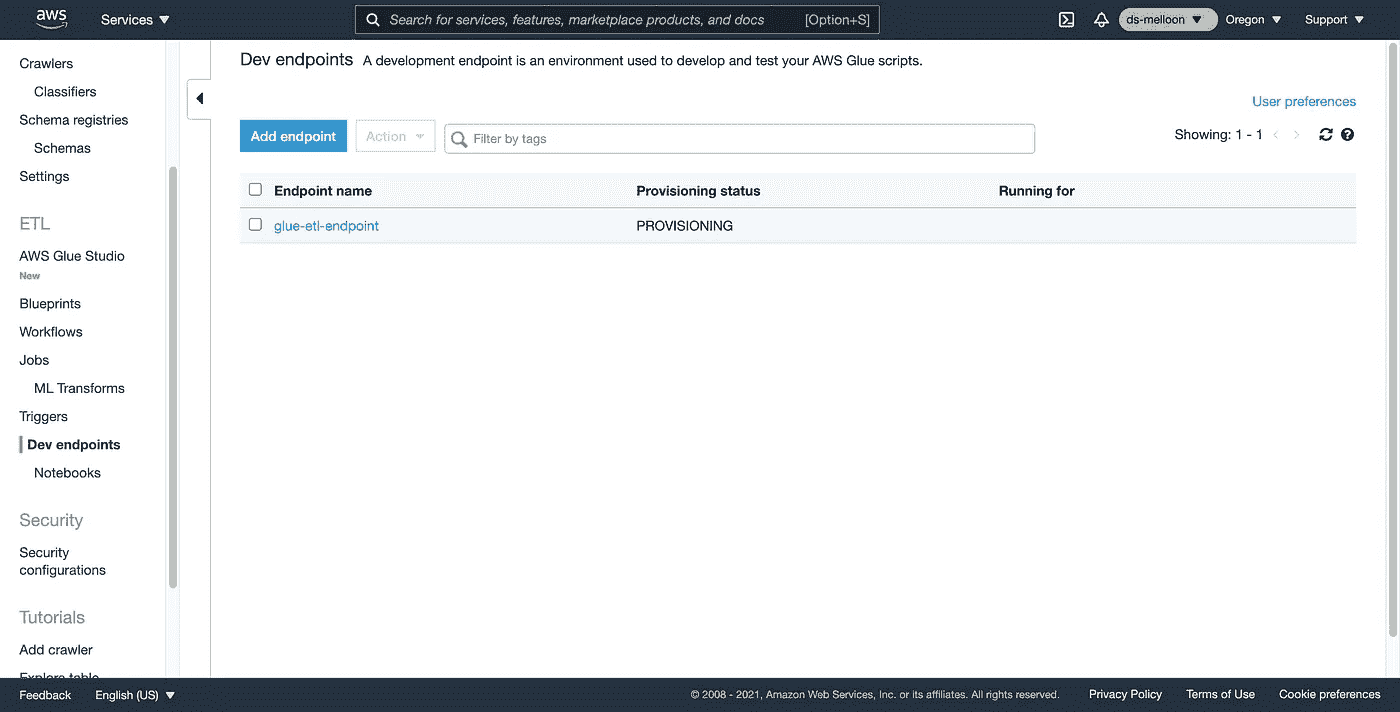 aws
Services
Search for services, features, marketplace products, and docs [Option+S]
ds-melloon
Oregon
Support
Crawlers
Classifiers
Schema registries
Schemas
Settings
ETL
AWS Glue Studio
New
Blueprints
Workflows
Jobs
ML Transforms
Triggers
Dev endpoints
Notebooks
Security
Security
configurations
Tutorials
Add crawler
Explore table
Dev endpoints A development endpoint is an environment used to develop and test your AWS Glue scripts.
User preferences
Add endpoint
Action
Filter by tags
Showing: 1 - 1
Endpoint name Provisioning status Running for
glue-etl-endpoint PROVISIONING
Feedback English (US) © 2008 - 2021, Amazon Web Services, Inc. or its affiliates. All rights reserved. Privacy Policy Terms of Use Cookie preferences